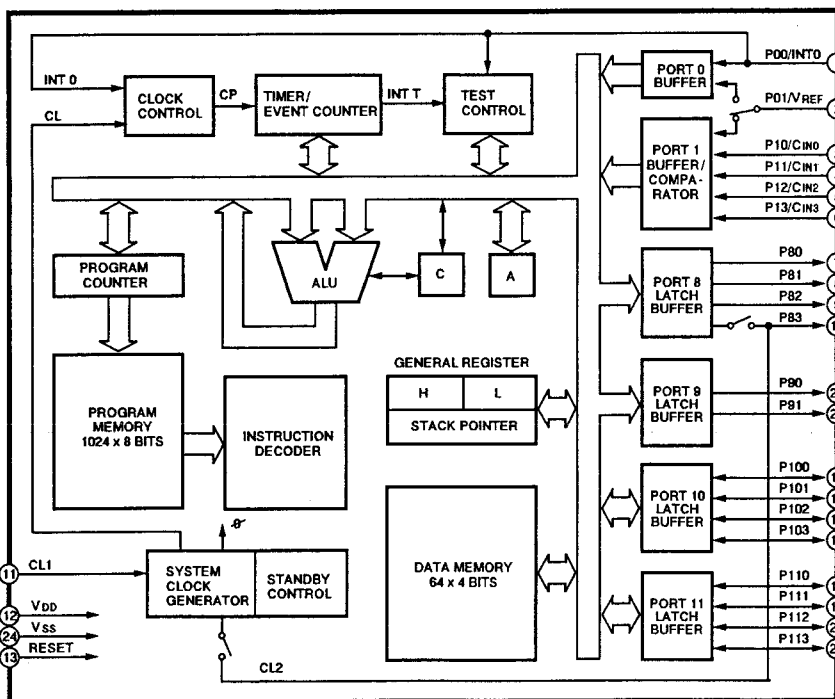 INT 0
CL
CLOCK
CONTROL
CP
TIMER/
EVENT COUNTER
INT T
TEST
CONTROL
PORT 0
BUFFER
P00/INT0
P01/VREF
PORT 1
BUFFER/
COMPA-
RATOR
P10/CIN0
P11/CIN1
P12/CIN2
P13/CIN3
PROGRAM
COUNTER
ALU
C
A
PORT 8
LATCH
BUFFER
P80
P81
P82
P83
GENERAL REGISTER
H
L
STACK POINTER
PORT 9
LATCH
BUFFER
P90
P91
PROGRAM
MEMORY
1024 x 8 BITS
INSTRUCTION
DECODER
PORT 10
LATCH
BUFFER
P100
P101
P102
P103
DATA MEMORY
64 x 4 BITS
ϕ
11
CL1
SYSTEM
CLOCK
GENERATOR
STANDBY
CONTROL
PORT 11
LATCH
BUFFER
P110
P111
P112
P113
12
VDD
24
VSS
13
RESET
CL2